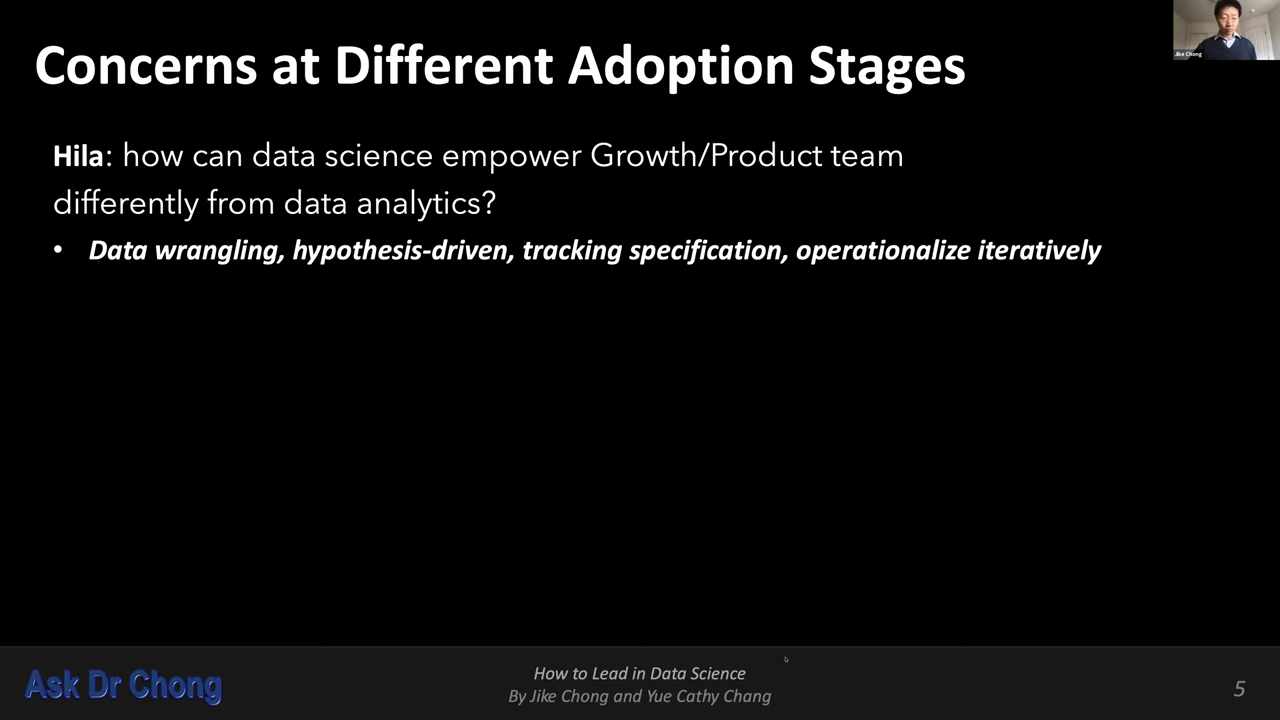 Concerns at Different Adoption Stages
Jike Chong
Hila: how can data science empower Growth/Product team
differently from data analytics?
• Data wrangling, hypothesis-driven, tracking specification, operationalize iteratively
Ask Dr Chong
How to Lead in Data Science
By Jike Chong and Yue Cathy Chang
5